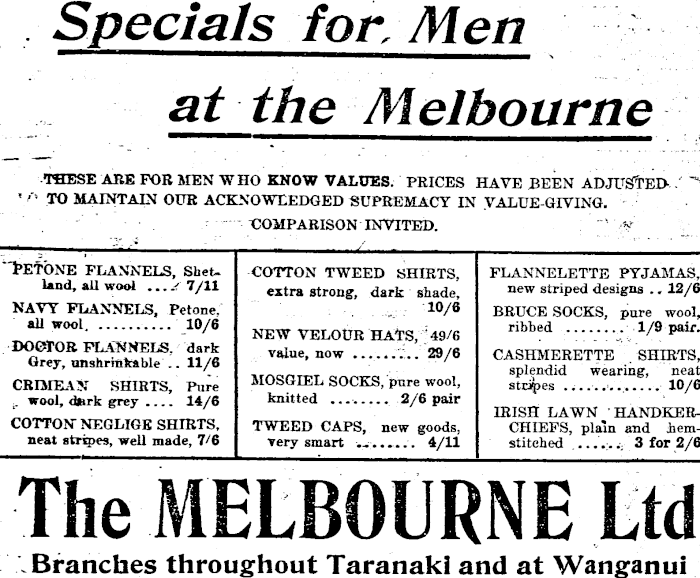 Specials for Men
at the Melbourne
THESE ARE FOR MEN WHO KNOW VALUES. PRICES HAVE BEEN ADJUSTED
TO MAINTAIN OUR ACKNOWLEDGED SUPREMACY IN VALUE-GIVING.
COMPARISON INVITED.
PETONE FLANNELS, Shet-
land, all wool .... 7/11
NAVY FLANNELS, Petone,
all wool. .......... 10/6
DOCTOR FLANNELS, dark
Grey, unshrinkable .. 11/6
CRIMEAN SHIRTS, Pure
wool, dark grey .... 14/6
COTTON NEGLIGE SHIRTS,
neat stripes, well made, 7/6
COTTON TWEED SHIRTS,
extra strong, dark shade,
10/6
NEW VELOUR HATS, 49/6
value, now ......... 29/6
MOSGIEL SOCKS, pure wool,
knitted ........ 2/6 pair
TWEED CAPS, new goods,
very smart ........ 4/11
FLANNELETTE PYJAMAS,
new striped designs .. 12/6
BRUCE SOCKS, pure wool,
ribbed ........ 1/9 pair.
CASHMERETTE SHIRTS,
splendid wearing, neat
stripes ............. 10/6
IRISH LAWN HANDKER-
CHIEFS, plain and hem-
stitched ...... 3 for 2/6
The MELBOURNE Ltd
Branches throughout Taranaki and at Wanganui